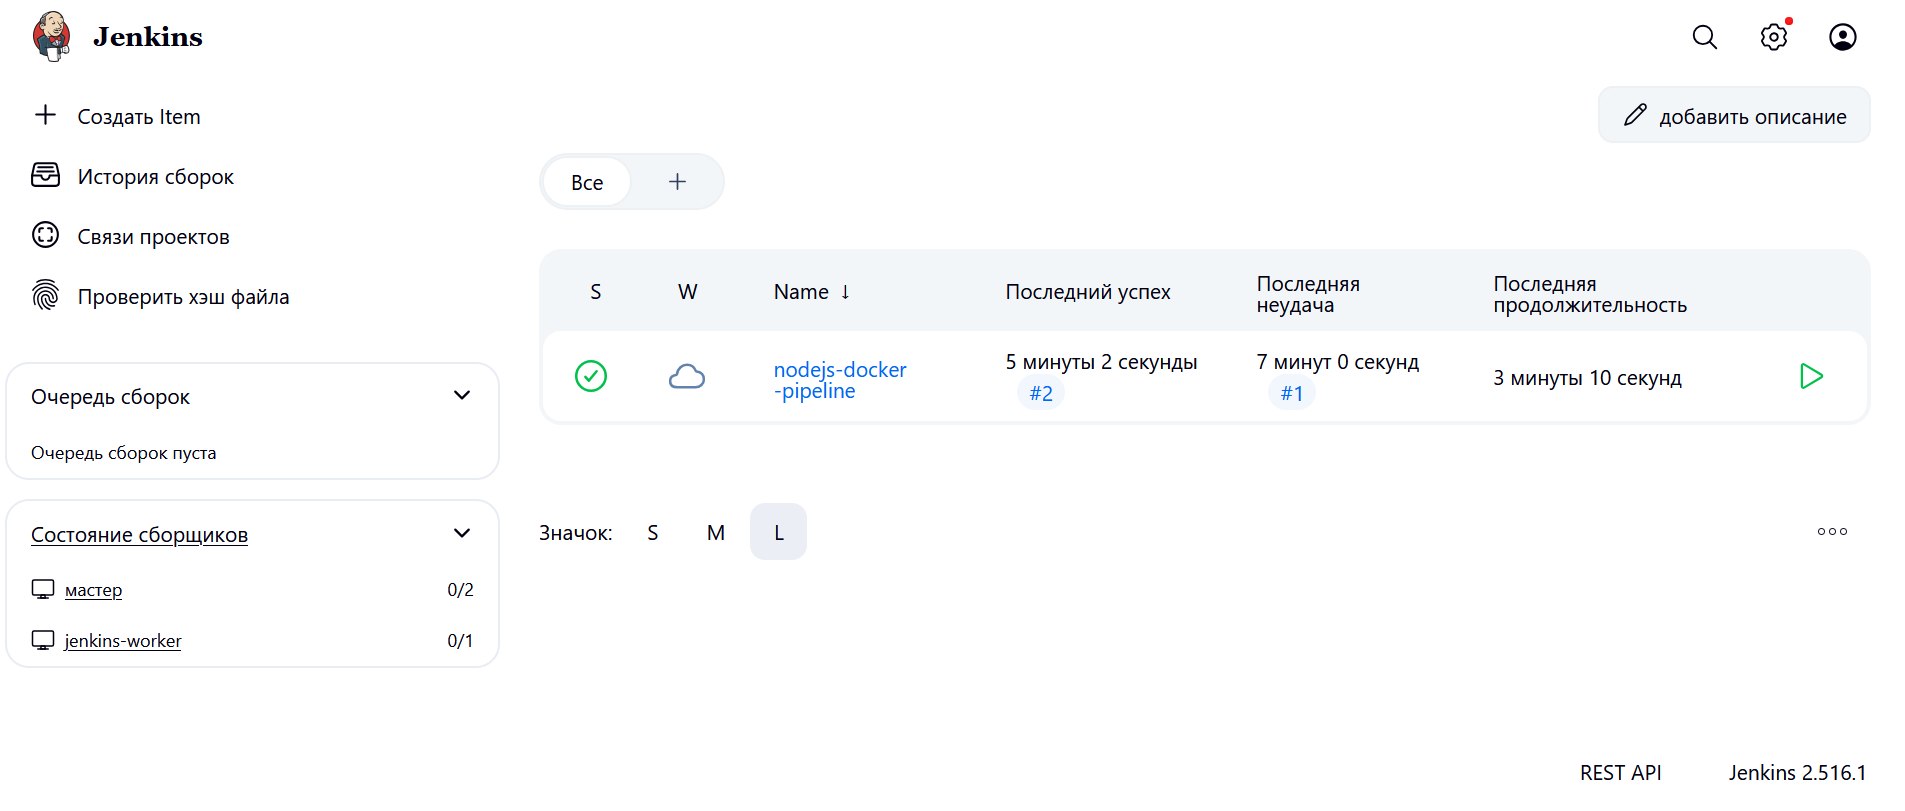 Jenkins
Создать Item
История сборок
Связи проектов
Проверить хэш файла
Очередь сборок
Очередь сборок пуста
Состояние сборщиков
мастер 0/2
jenkins-worker 0/1
добавить описание
Все
S W Name ↓ Последний успех Последняя неудача Последняя продолжительность
nodejs-docker
-pipeline
5 минуты 2 секунды
#2
7 минут 0 секунд
#1
3 минуты 10 секунд
Значок: S M L
REST API Jenkins 2.516.1